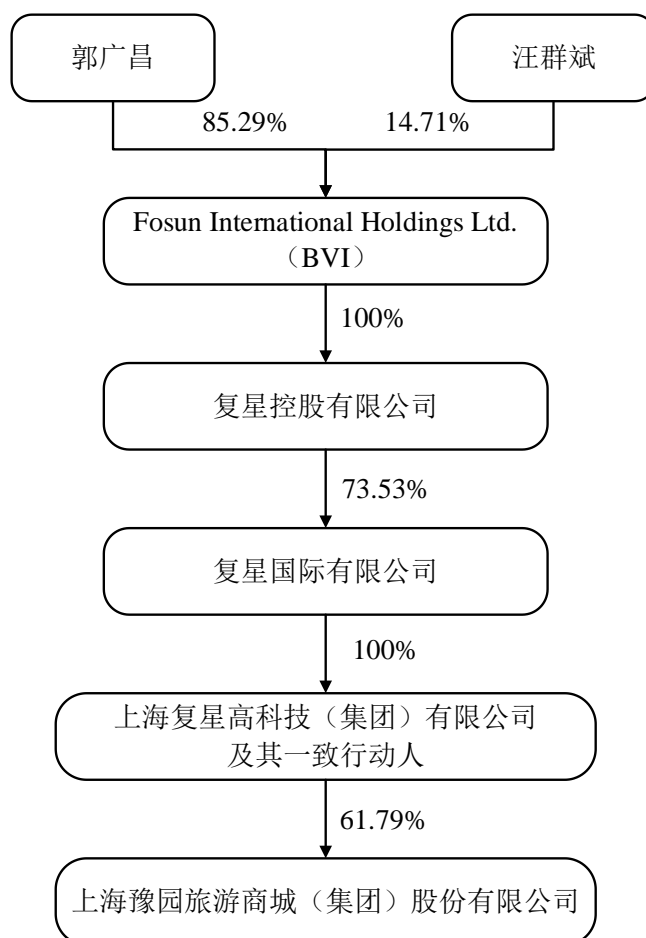 郭广昌
汪群斌
85.29%
14.71%
Fosun International Holdings Ltd.
（BVI）
100%
复星控股有限公司
73.53%
复星国际有限公司
100%
上海复星高科技（集团）有限公司
及其一致行动人
61.79%
上海豫园旅游商城（集团）股份有限公司